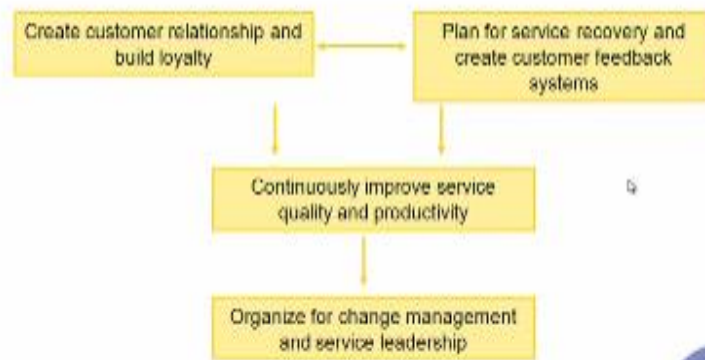 Create customer relationship and
build loyalty
Plan for service recovery and
create customer feedback
systems
Continuously improve service
quality and productivity
Organize for change management
and service leadership